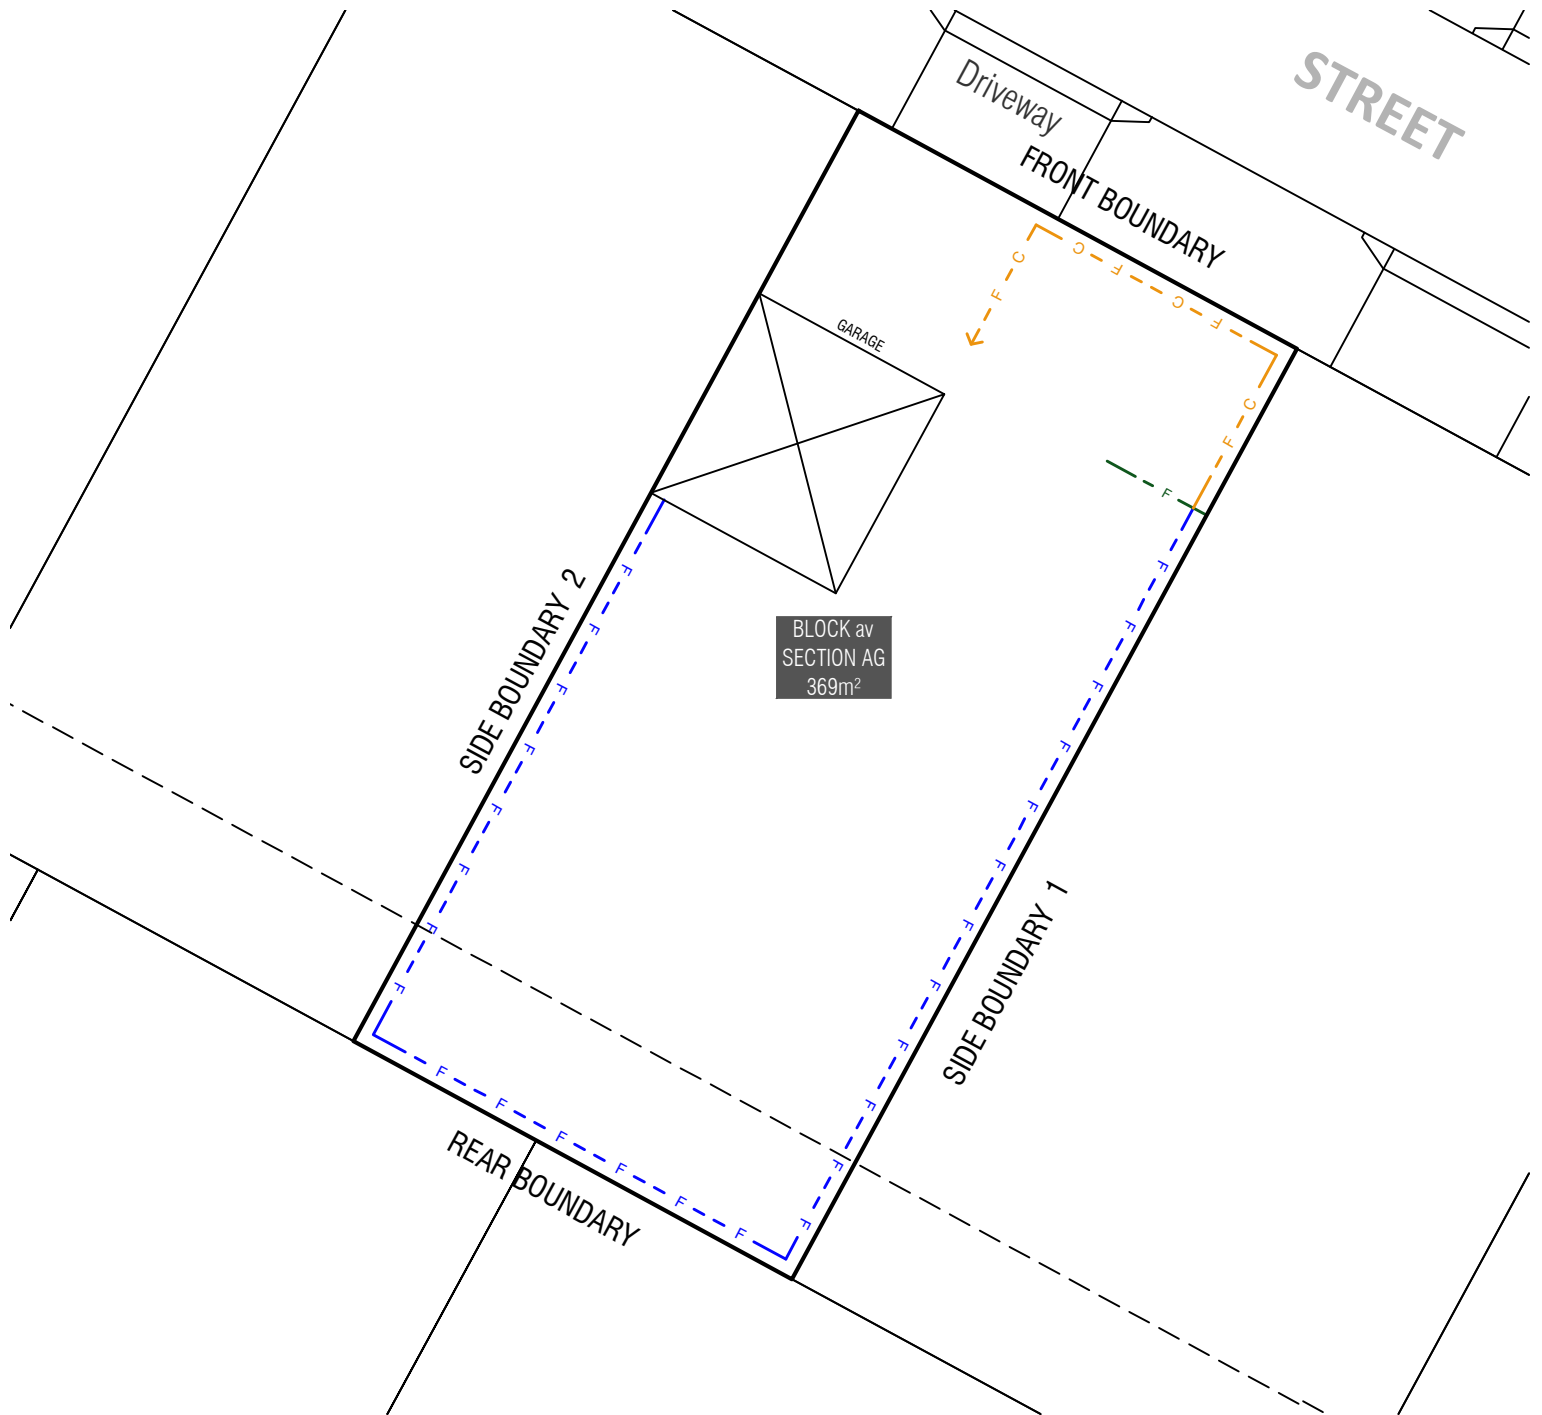 STREET
Driveway
FRONT BOUNDARY
C F C F
C F
C F
GARAGE
F
SIDE BOUNDARY 2
F F F F F F F F
BLOCK av
SECTION AG
369m²
F F F F F F F F F F F F
SIDE BOUNDARY 1
F F F F F F
REAR BOUNDARY